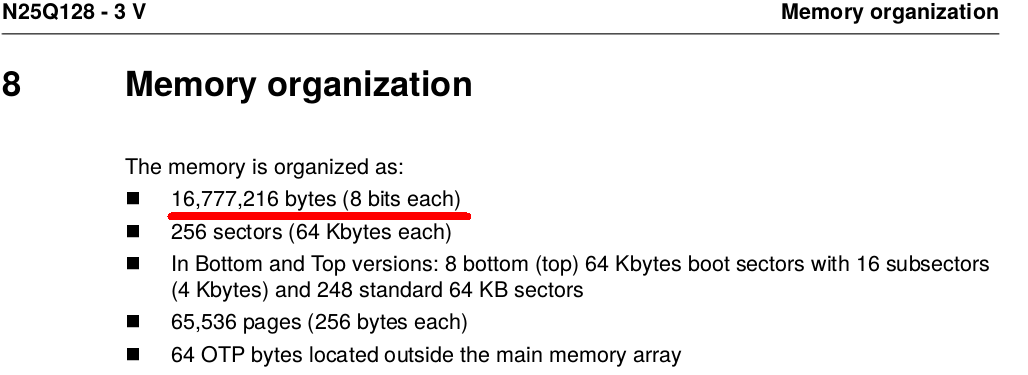 N25Q128 - 3 V Memory organization
8 Memory organization
The memory is organized as:
■ 16,777,216 bytes (8 bits each)
■ 256 sectors (64 Kbytes each)
■ In Bottom and Top versions: 8 bottom (top) 64 Kbytes boot sectors with 16 subsectors
(4 Kbytes) and 248 standard 64 KB sectors
■ 65,536 pages (256 bytes each)
■ 64 OTP bytes located outside the main memory array